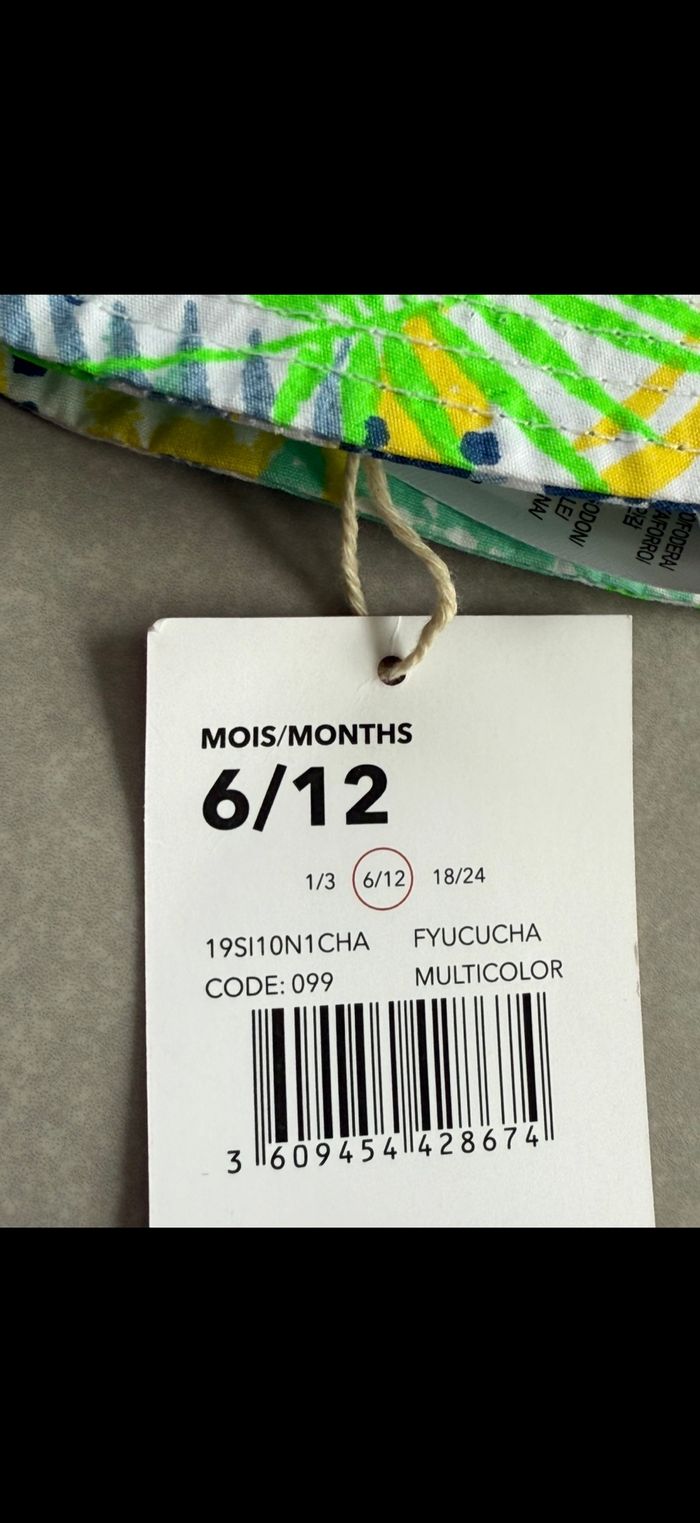 MOIS/MONTHS
6/12
1/3 6/12 18/24
19SI10N1CHA FYUCUCHA
CODE: 099 MULTICOLOR
3 609454 428674